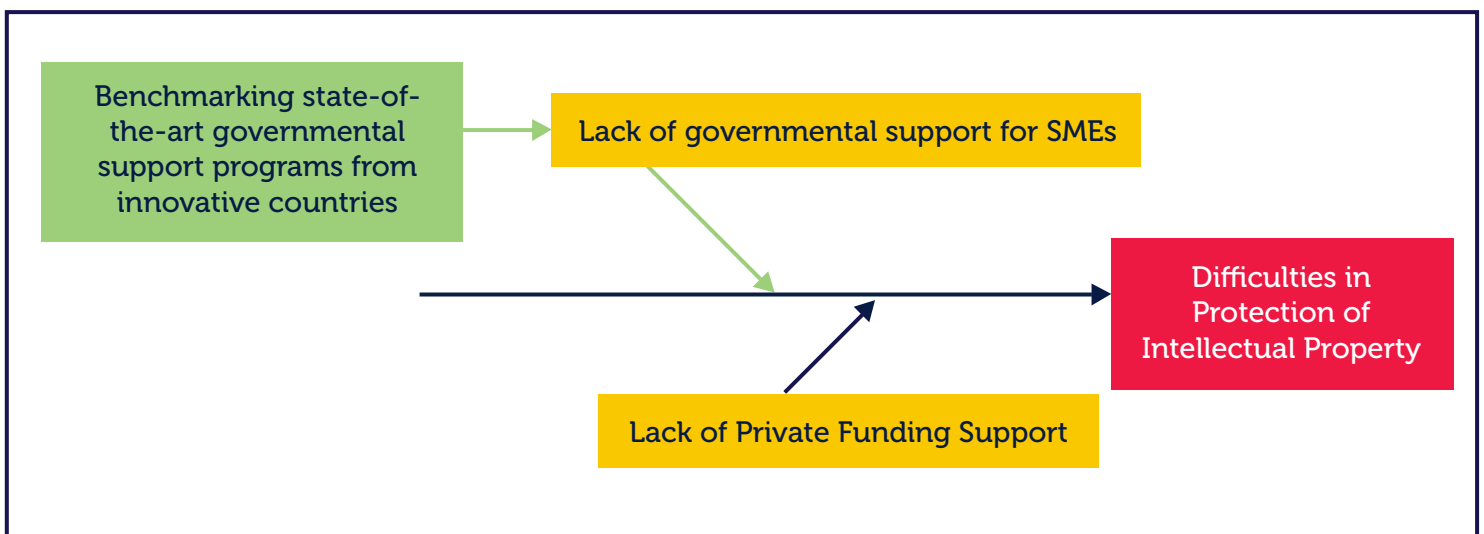 Benchmarking state-of-
the-art governmental
support programs from
innovative countries
Lack of governmental support for SMEs
Difficulties in
Protection of
Intellectual Property
Lack of Private Funding Support